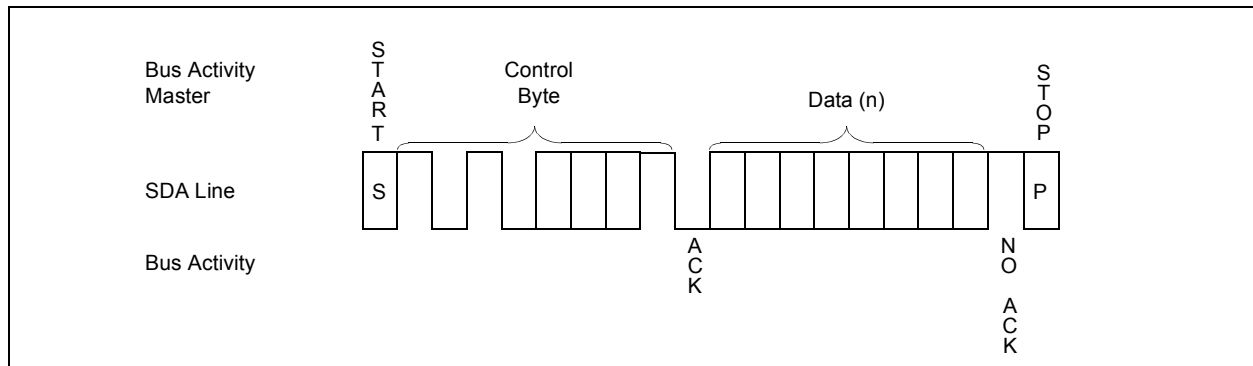 Bus Activity
Master
START
Control
Byte
Data (n)
STOP
SDA Line
S
P
Bus Activity
ACK
NO ACK